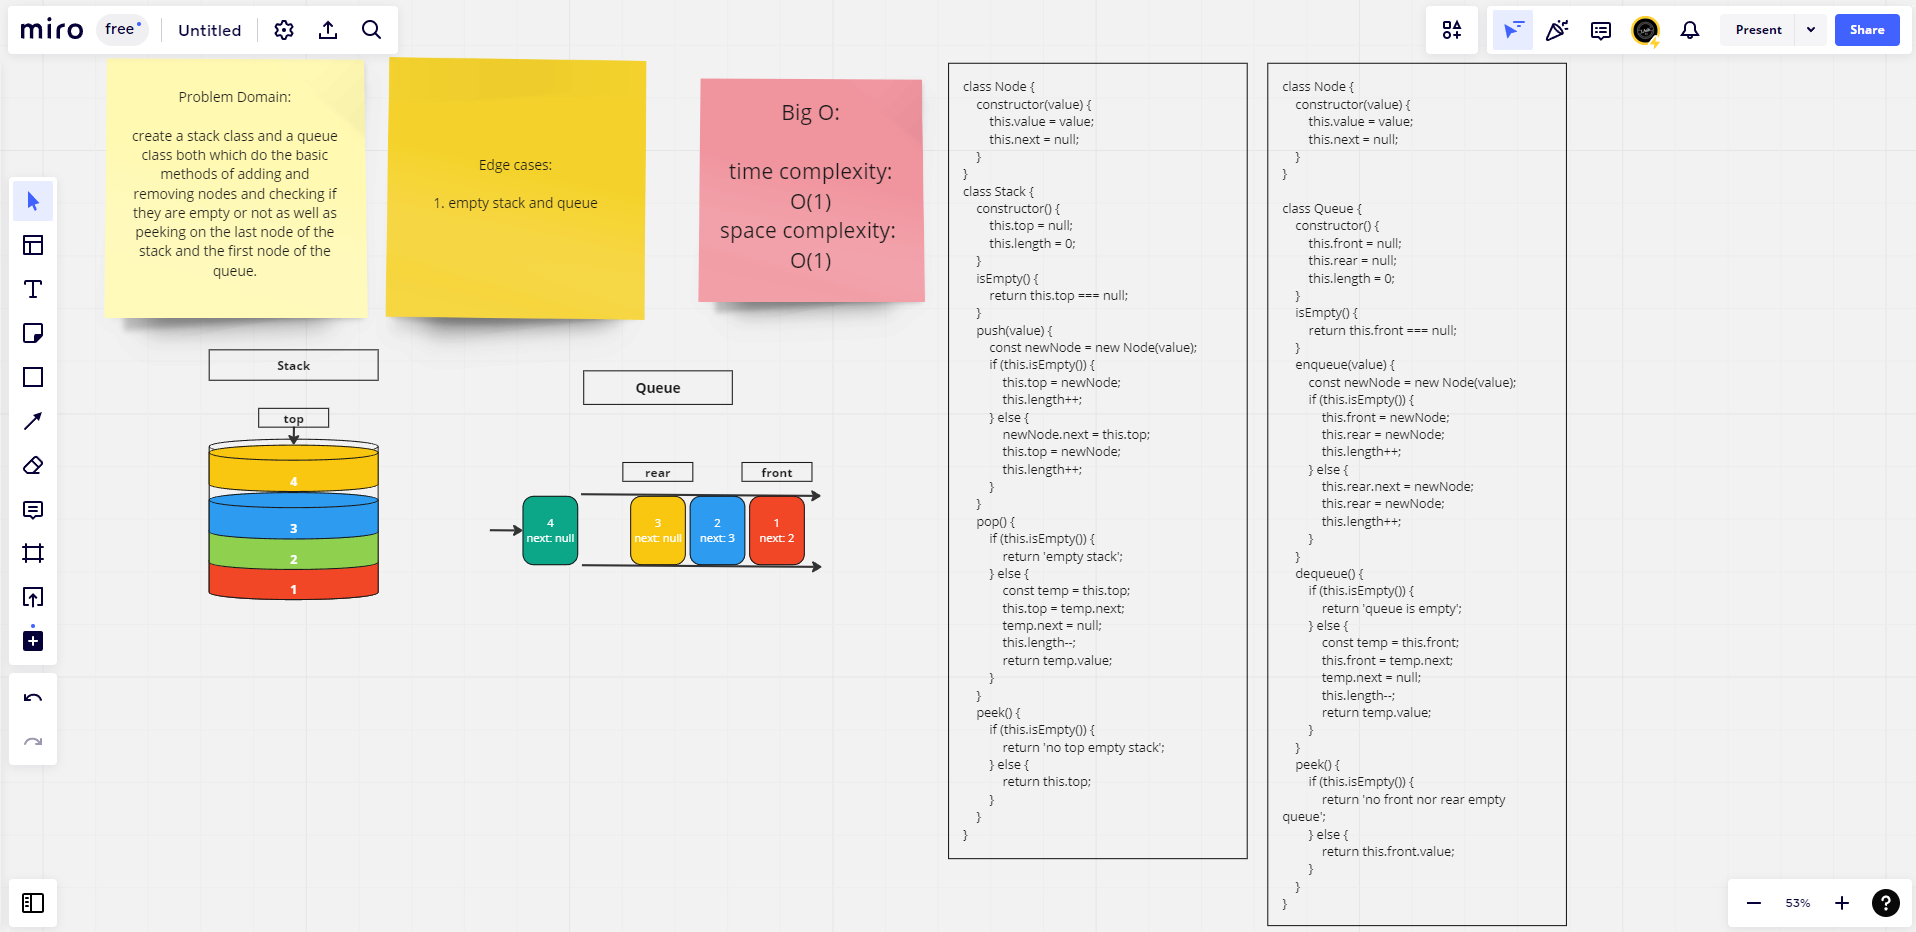 miro
free
Untitled
Present
Share
Problem Domain:
create a stack class and a queue
class both which do the basic
methods of adding and
removing nodes and checking if
they are empty or not as well as
peeking on the last node of the
stack and the first node of the
queue.
Edge cases:
1. empty stack and queue
Big O:
time complexity:
O(1)
space complexity:
O(1)
Stack
top
4
3
2
1
Queue
rear
front
4
next: null
3
next: null
2
next: 3
1
next: 2
class Node {
constructor(value) {
this.value = value;
this.next = null;
}
}
class Stack {
constructor() {
this.top = null;
this.length = 0;
}
isEmpty() {
return this.top === null;
}
push(value) {
const newNode = new Node(value);
if (this.isEmpty()) {
this.top = newNode;
this.length++;
} else {
newNode.next = this.top;
this.top = newNode;
this.length++;
}
}
pop() {
if (this.isEmpty()) {
return 'empty stack';
} else {
const temp = this.top;
this.top = temp.next;
temp.next = null;
this.length--;
return temp.value;
}
}
peek() {
if (this.isEmpty()) {
return 'no top empty stack';
} else {
return this.top;
}
}
}
class Node {
constructor(value) {
this.value = value;
this.next = null;
}
}
class Queue {
constructor() {
this.front = null;
this.rear = null;
this.length = 0;
}
isEmpty() {
return this.front === null;
}
enqueue(value) {
const newNode = new Node(value);
if (this.isEmpty()) {
this.front = newNode;
this.rear = newNode;
this.length++;
} else {
this.rear.next = newNode;
this.rear = newNode;
this.length++;
}
}
dequeue() {
if (this.isEmpty()) {
return 'queue is empty';
} else {
const temp = this.front;
this.front = temp.next;
temp.next = null;
this.length--;
return temp.value;
}
}
peek() {
if (this.isEmpty()) {
return 'no front nor rear empty
queue';
} else {
return this.front.value;
}
}
}
53%